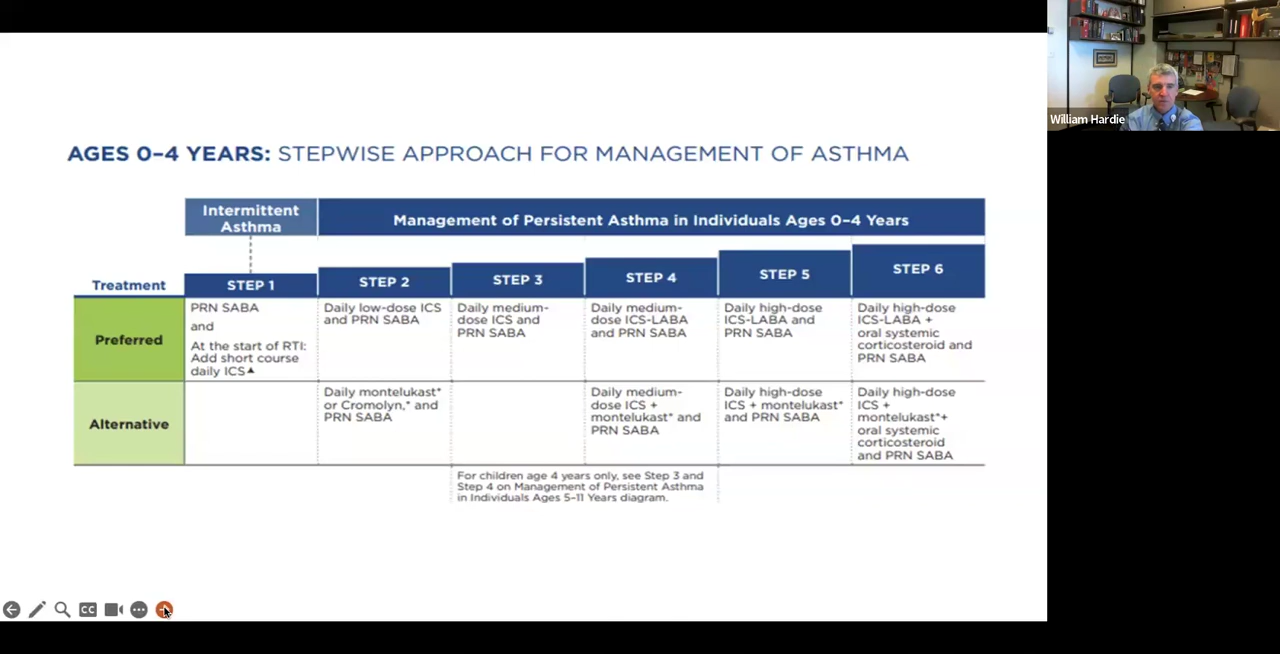 William Hardie
AGES 0–4 YEARS: STEPWISE APPROACH FOR MANAGEMENT OF ASTHMA
Intermittent
Asthma
Management of Persistent Asthma in Individuals Ages 0–4 Years
Treatment
STEP 1
STEP 2
STEP 3
STEP 4
STEP 5
STEP 6
Preferred
PRN SABA
and
At the start of RTI:
Add short course
daily ICS▲
Daily low-dose ICS
and PRN SABA
Daily medium-
dose ICS and
PRN SABA
Daily medium-
dose ICS-LABA
and PRN SABA
Daily high-dose
ICS-LABA and
PRN SABA
Daily high-dose
ICS-LABA +
oral systemic
corticosteroid and
PRN SABA
Alternative
Daily montelukast*
or Cromolyn,* and
PRN SABA
Daily medium-
dose ICS +
montelukast* and
PRN SABA
Daily high-dose
ICS + montelukast*
and PRN SABA
Daily high-dose
ICS +
montelukast*+
oral systemic
corticosteroid
and PRN SABA
For children age 4 years only, see Step 3 and
Step 4 on Management of Persistent Asthma
in Individuals Ages 5–11 Years diagram.
CC